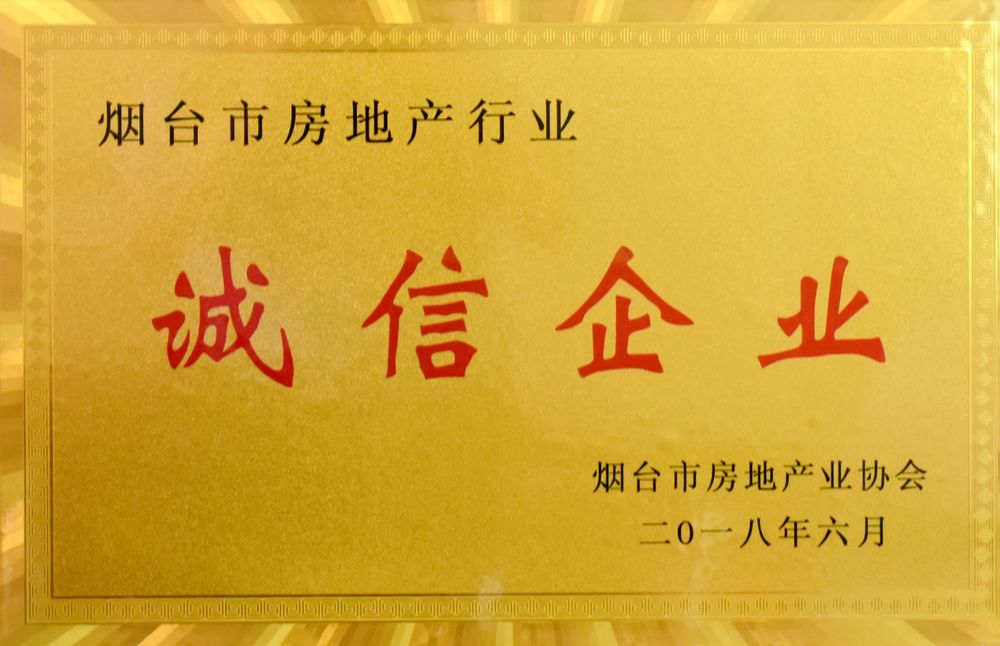 烟台市房地产行业
诚信企业
烟台市房地产业协会
二0一八年六月